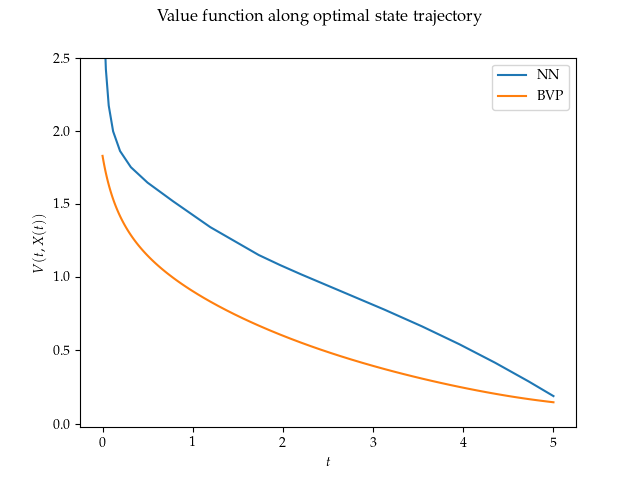 Value function along optimal state trajectory
2.5
2.0
1.5
1.0
0.5
0.0
V(t, X(t))
NN
BVP
0 1 2 3 4 5
t